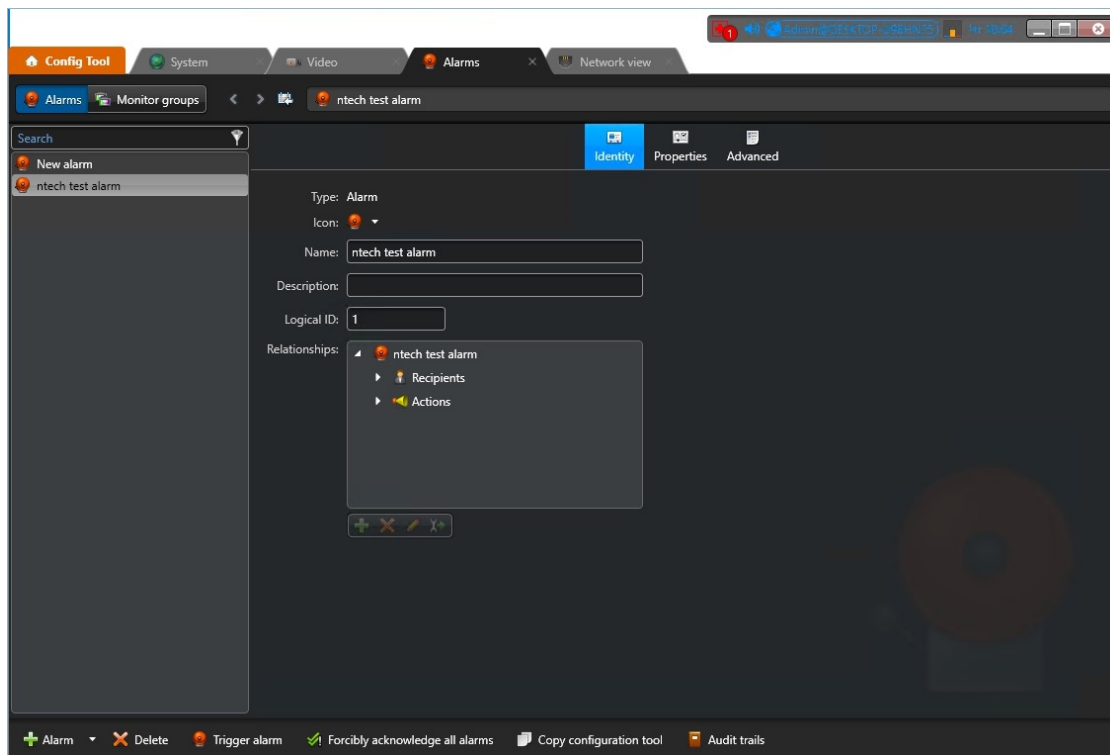 1
Config Tool System Video Alarms Network view
Alarms Monitor groups ntech test alarm
Search
New alarm
ntech test alarm
Identity Properties Advanced
Type: Alarm
Icon:
Name: ntech test alarm
Description:
Logical ID: 1
Relationships: ntech test alarm
Recipients
Actions
Alarm Delete Trigger alarm Forcibly acknowledge all alarms Copy configuration tool Audit trails